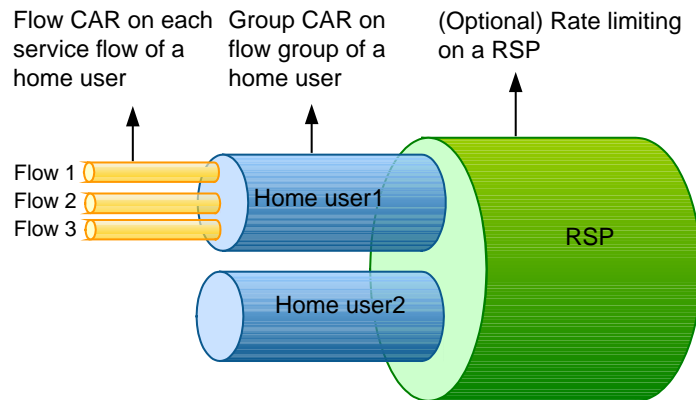 Flow CAR on each
service flow of a
home user
Group CAR on
flow group of a
home user
(Optional) Rate limiting
on a RSP
Flow 1
Flow 2
Flow 3
Home user1
RSP
Home user2